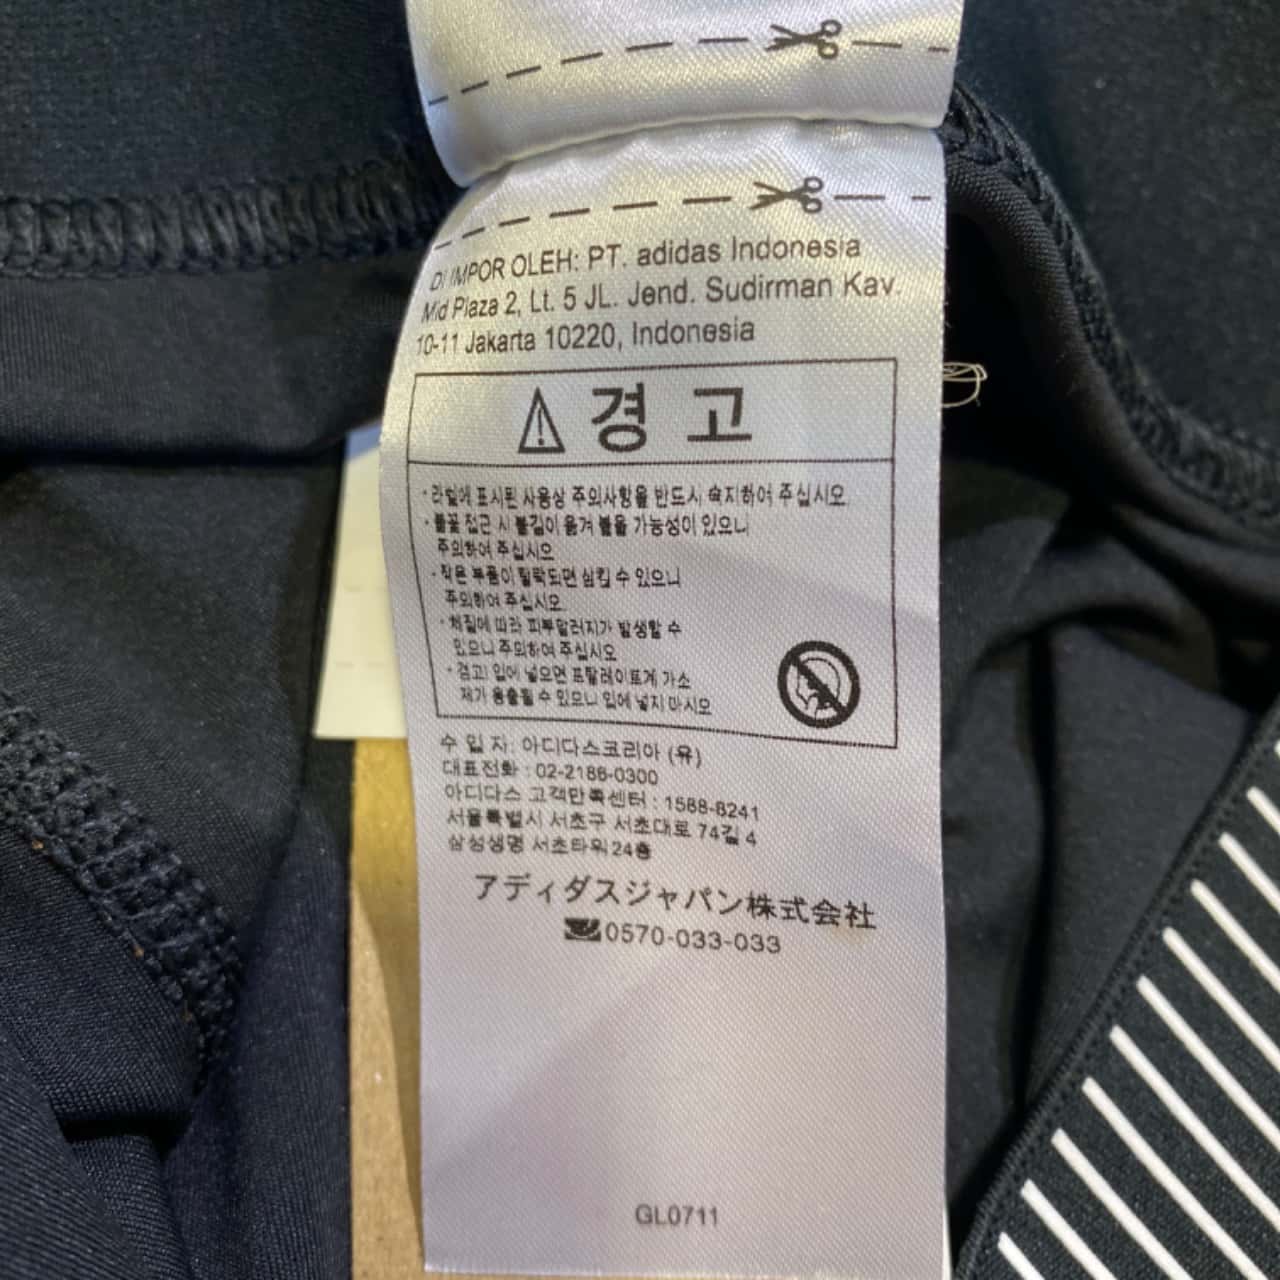 DI IMPOR OLEH: PT. adidas Indonesia
Mid Plaza 2, Lt. 5 JL. Jend. Sudirman Kav.
10-11 Jakarta 10220, Indonesia
경 고
· 라벨에 표시된 사용상 주의사항을 반드시 숙지하여 주십시오
· 불꽃 접근 시 불길이 옮겨 붙을 가능성이 있으니
주의하여 주십시오
· 작은 부품이 탈락되면 삼킬 수 있으니
주의하여 주십시오
· 체질에 따라 피부알러지가 발생할 수
있으니 주의하여 주십시오
· 경고! 입에 넣으면 프탈레이트계 가소
제가 용출될 수 있으니 입에 넣지 마시오
수 입 자: 아디다스코리아 (유)
대표전화 : 02-2186-0300
아디다스 고객만족센터 : 1588-8241
서울특별시 서초구 서초대로 74길 4
삼성생명 서초타워 24층
アディダスジャパン株式会社
0570-033-033
GL0711